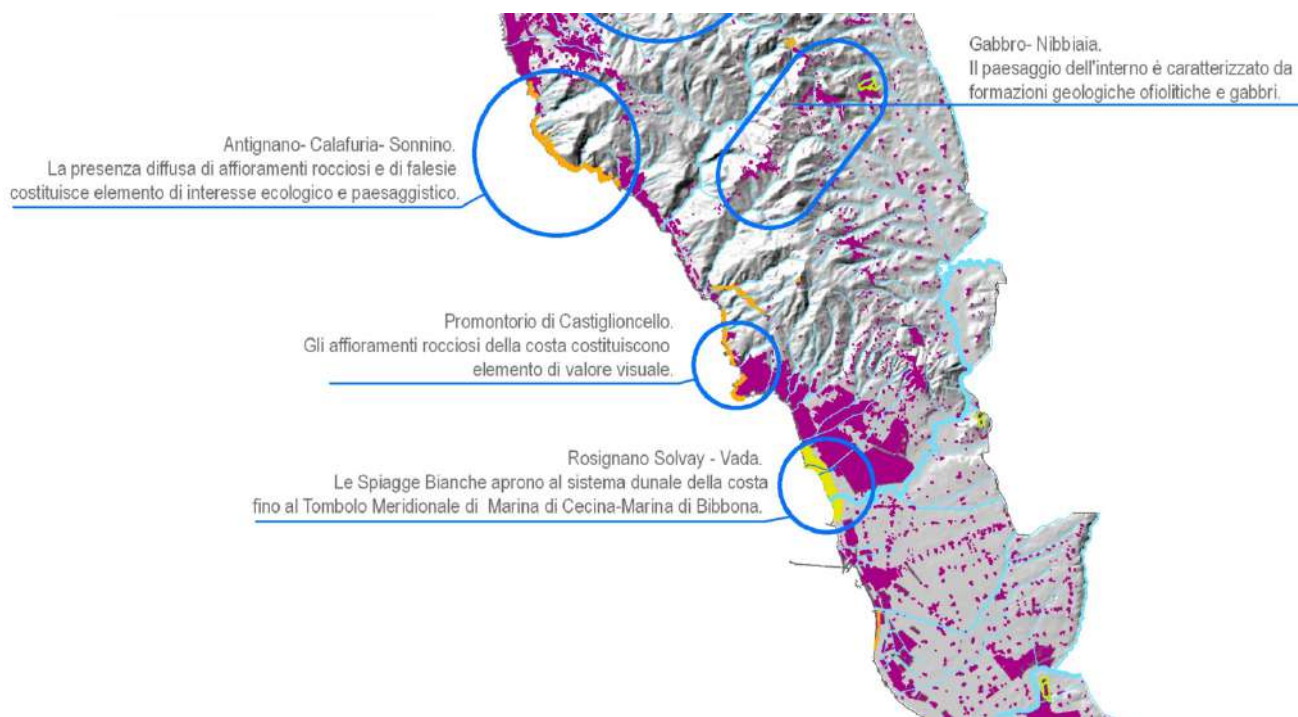 Gabbro- Nibbiaia.
Il paesaggio dell'interno è caratterizzato da
formazioni geologiche ofiolitiche e gabbri.
Antignano- Calafuria- Sonnino.
La presenza diffusa di affioramenti rocciosi e di falesie
costituisce elemento di interesse ecologico e paesaggistico.
Promontorio di Castiglioncello.
Gli affioramenti rocciosi della costa costituiscono
elemento di valore visuale.
Rosignano Solvay - Vada.
Le Spiagge Bianche aprono al sistema dunale della costa
fino al Tombolo Meridionale di Marina di Cecina-Marina di Bibbona.